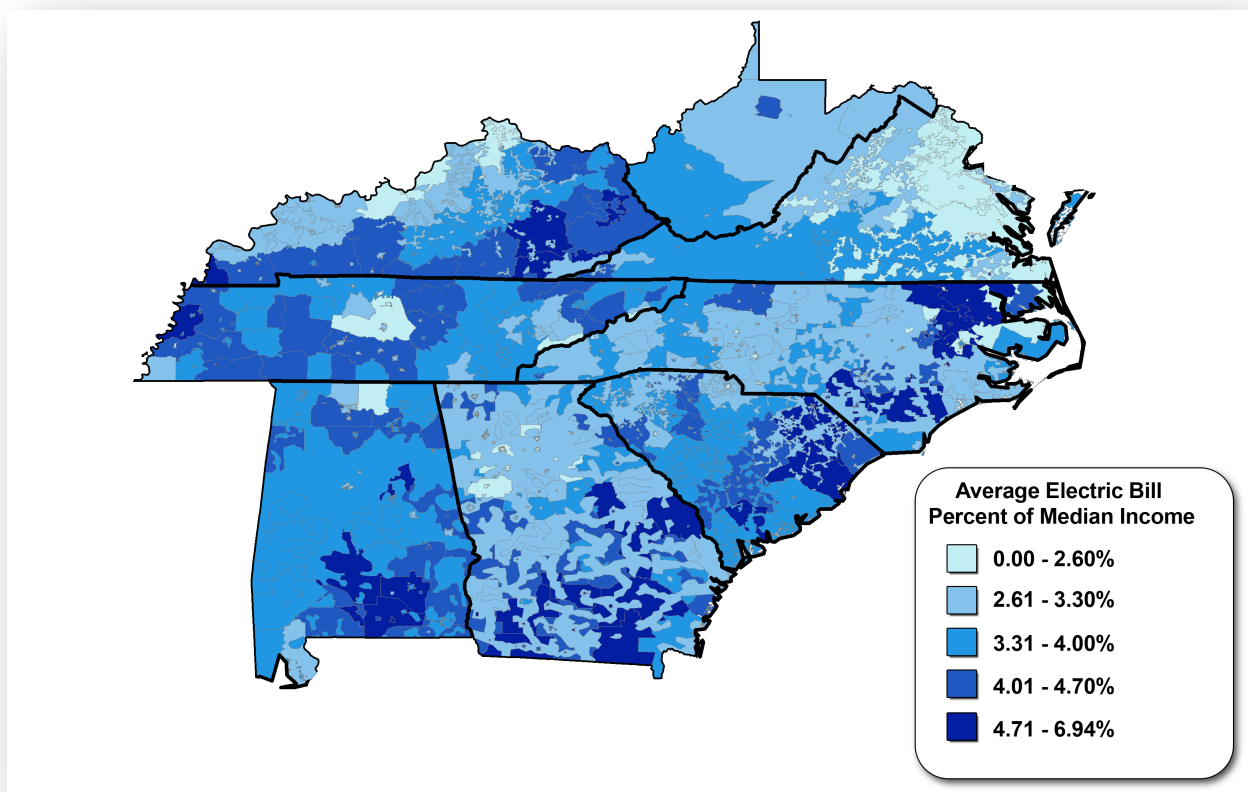 Average Electric Bill
Percent of Median Income
0.00 - 2.60%
2.61 - 3.30%
3.31 - 4.00%
4.01 - 4.70%
4.71 - 6.94%